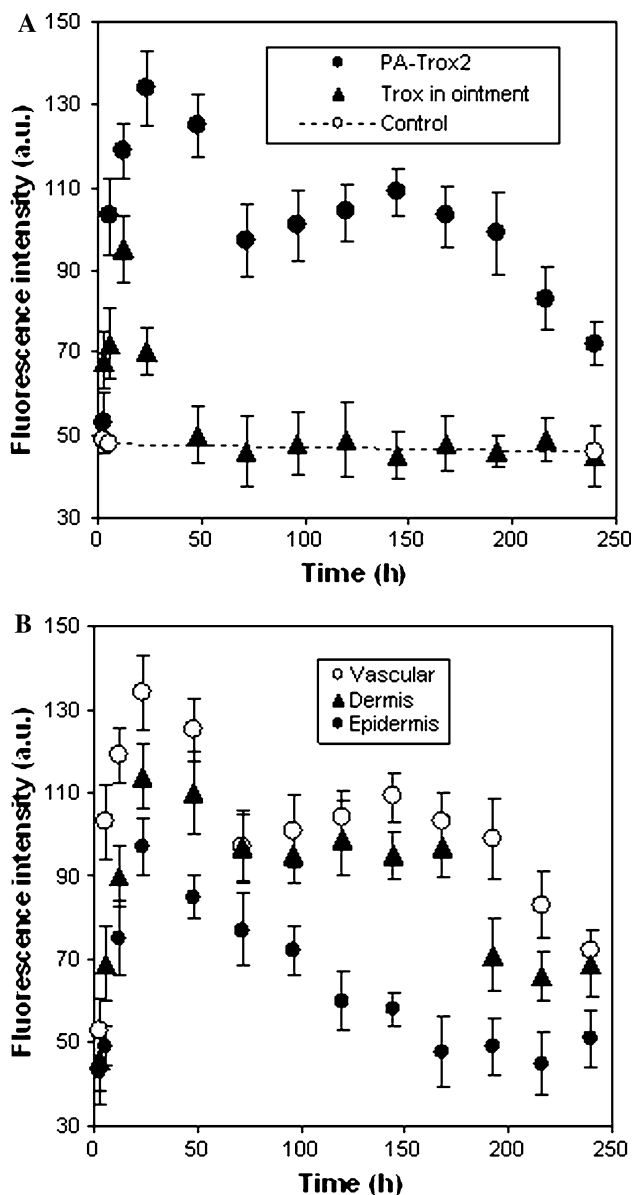 A
150
130
110
90
70
50
30
Fluorescence intensity (a.u.)
PA-Trox2
Trox in ointment
Control
0 50 100 150 200 250
Time (h)
B
150
130
110
90
70
50
30
Fluorescence intensity (a.u.)
Vascular
Dermis
Epidermis
0 50 100 150 200 250
Time (h)